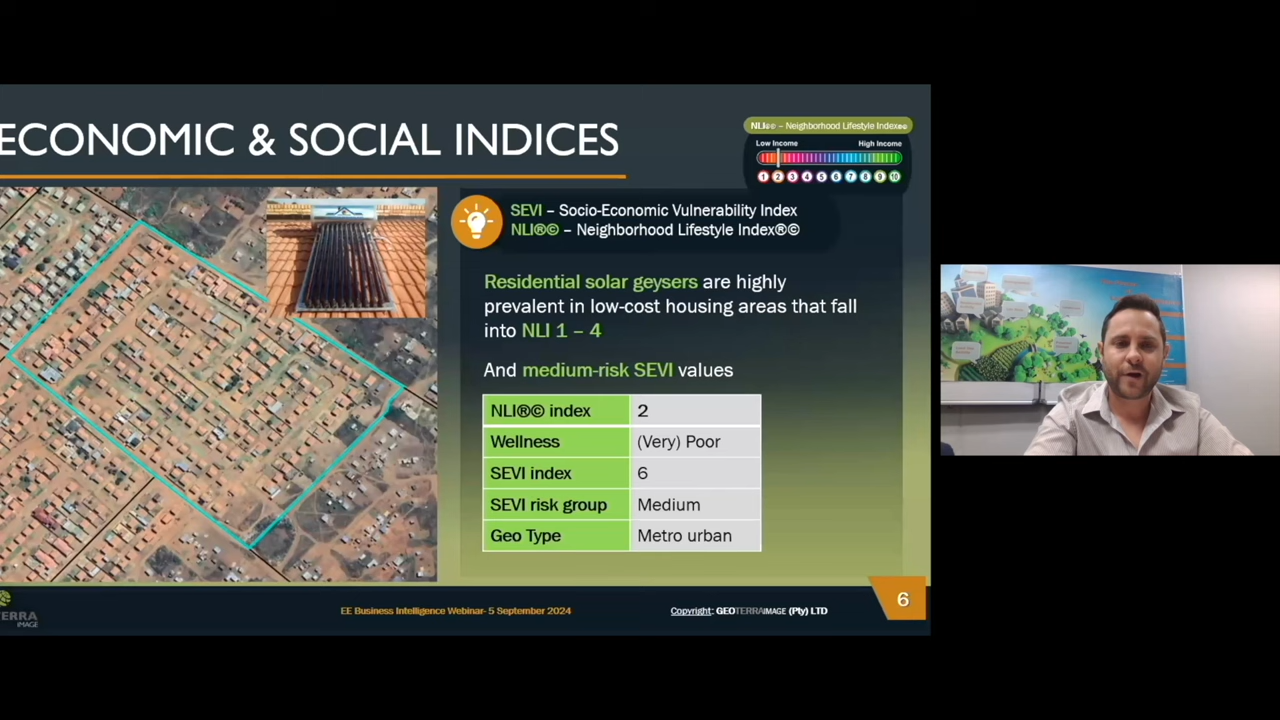 ECONOMIC & SOCIAL INDICES
NLI®© – Neighborhood Lifestyle Index®©
Low Income High Income
1 2 3 4 5 6 7 8 9 10
SEVI – Socio-Economic Vulnerability Index
NLI®© – Neighborhood Lifestyle Index®©
Residential solar geysers are highly
prevalent in low-cost housing areas that fall
into NLI 1 – 4
And medium-risk SEVI values
NLI®© index 2
Wellness (Very) Poor
SEVI index 6
SEVI risk group Medium
Geo Type Metro urban
TERRA
IMAGE
EE Business Intelligence Webinar- 5 September 2024
Copyright: GEOTERRAIMAGE (Pty) LTD
6